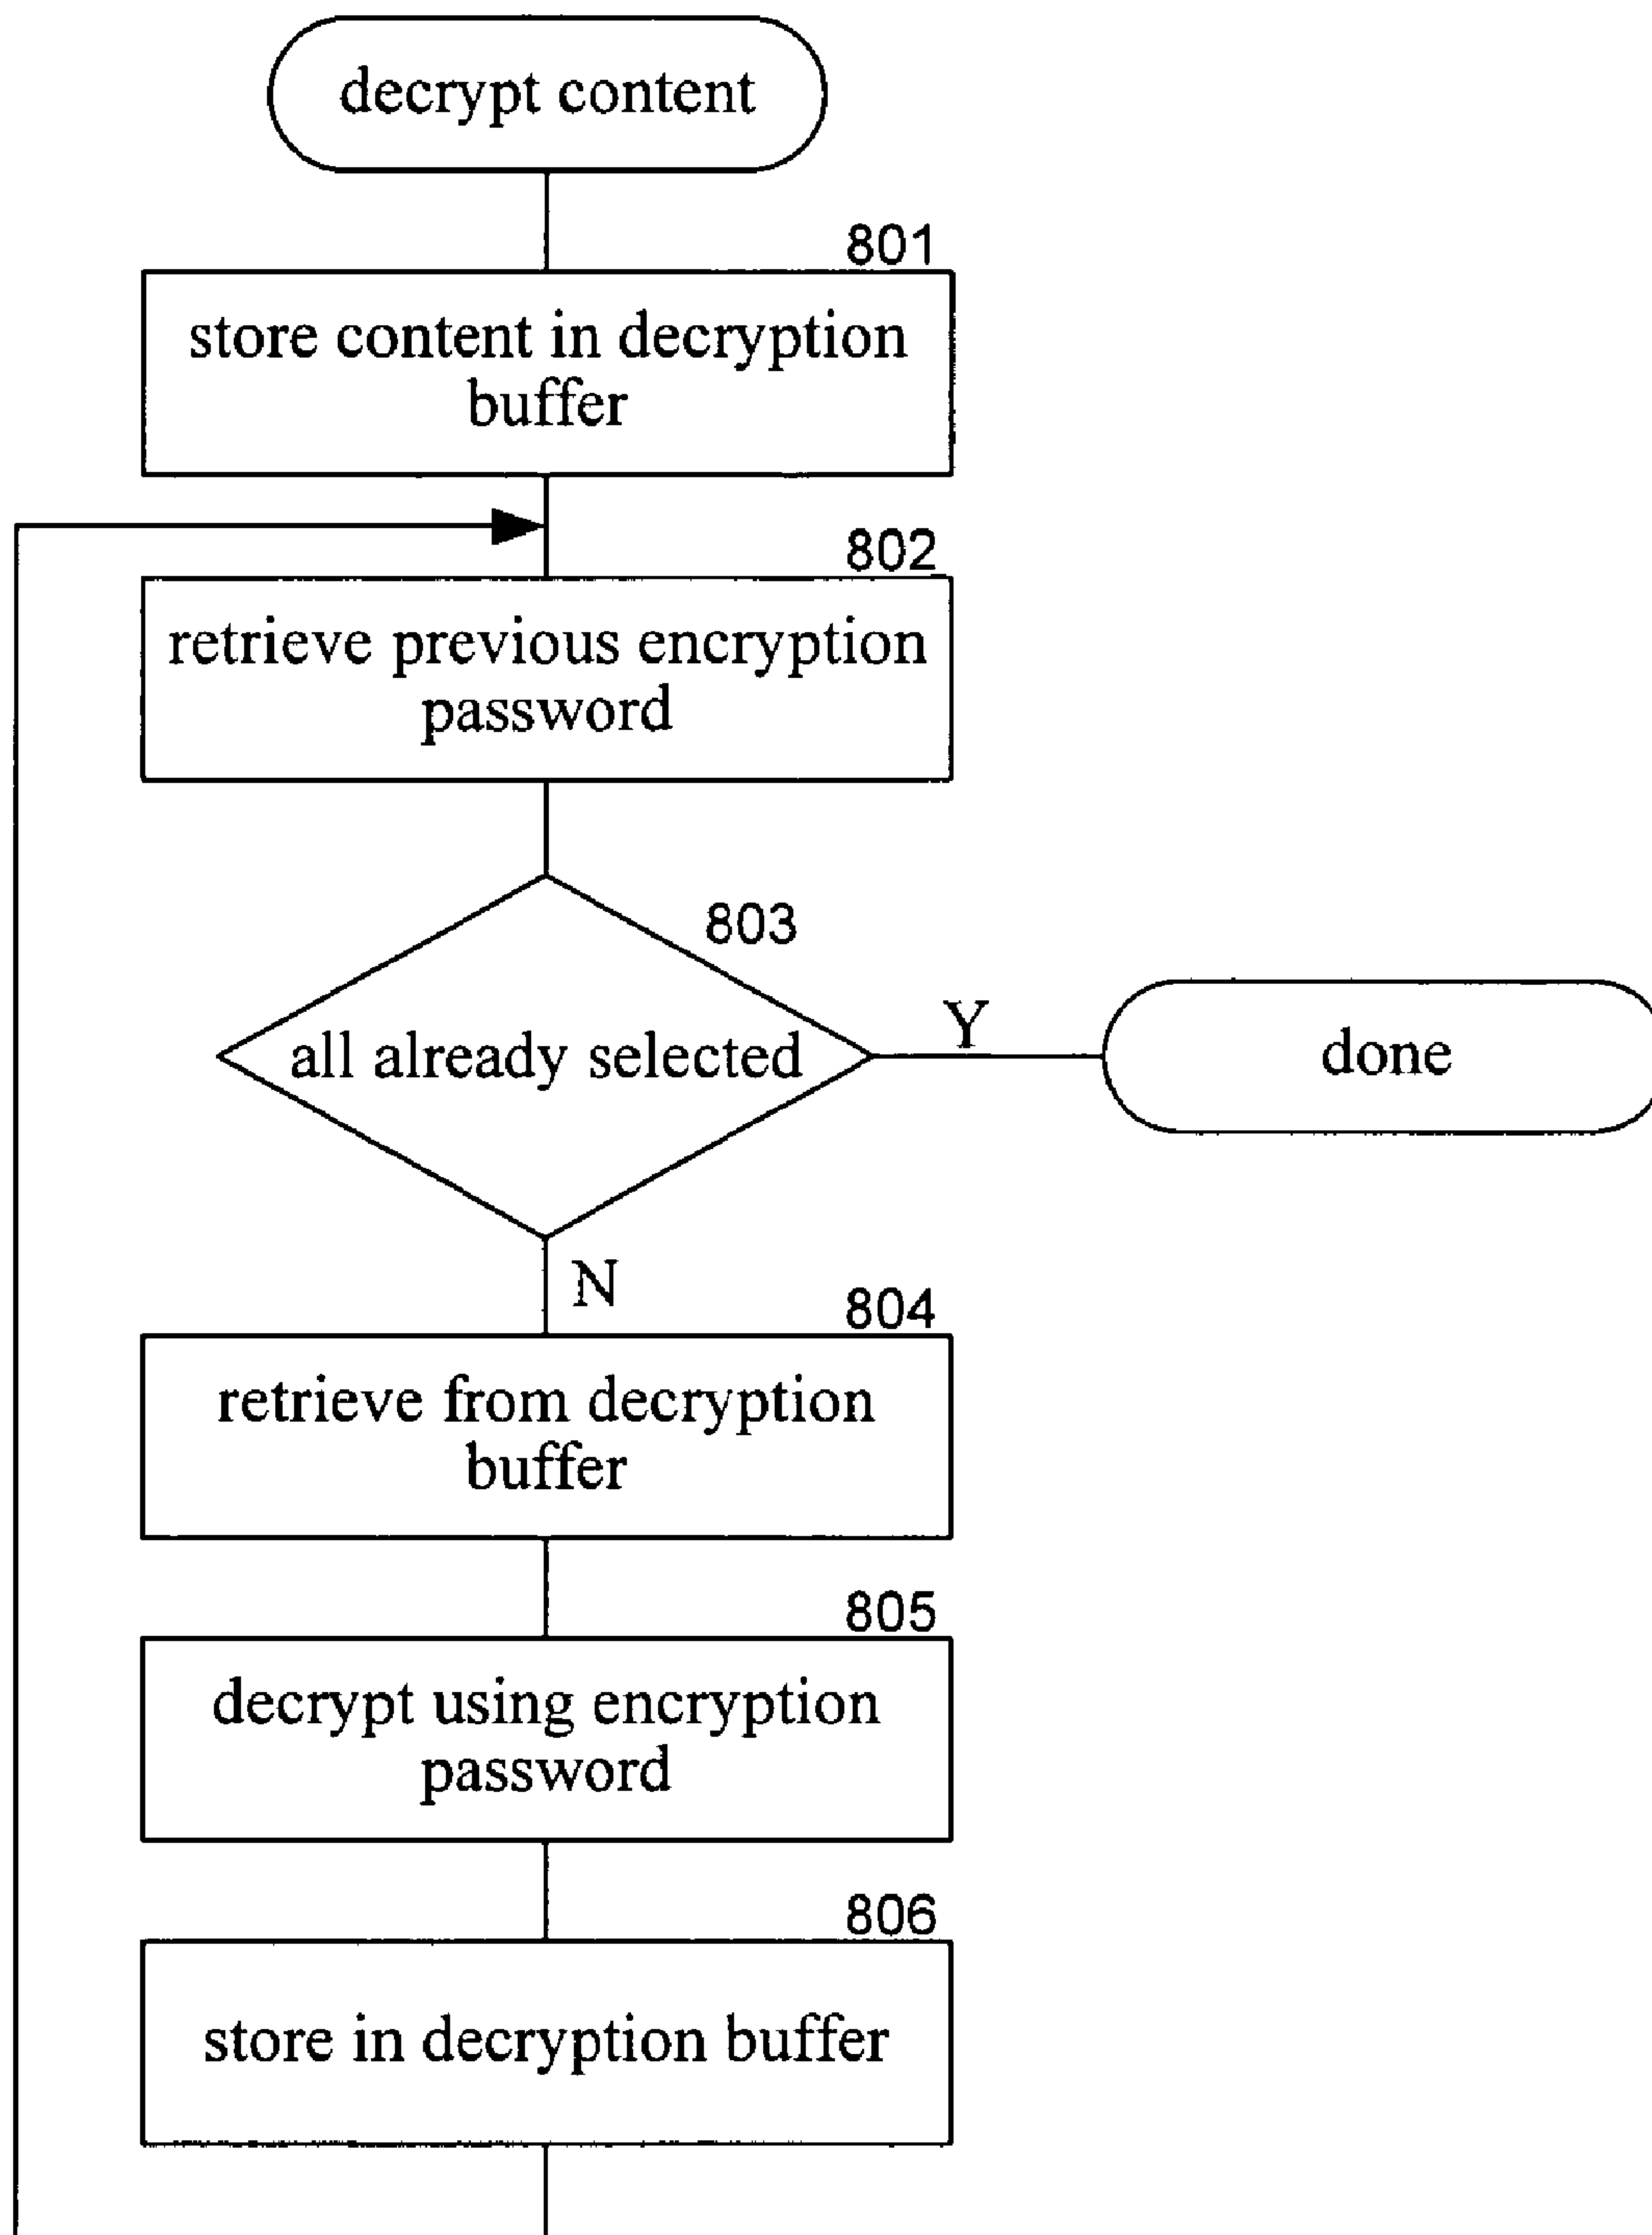 decrypt content
801
store content in decryption
buffer
802
retrieve previous encryption
password
803
all already selected
Y
done
N
804
retrieve from decryption
buffer
805
decrypt using encryption
password
806
store in decryption buffer